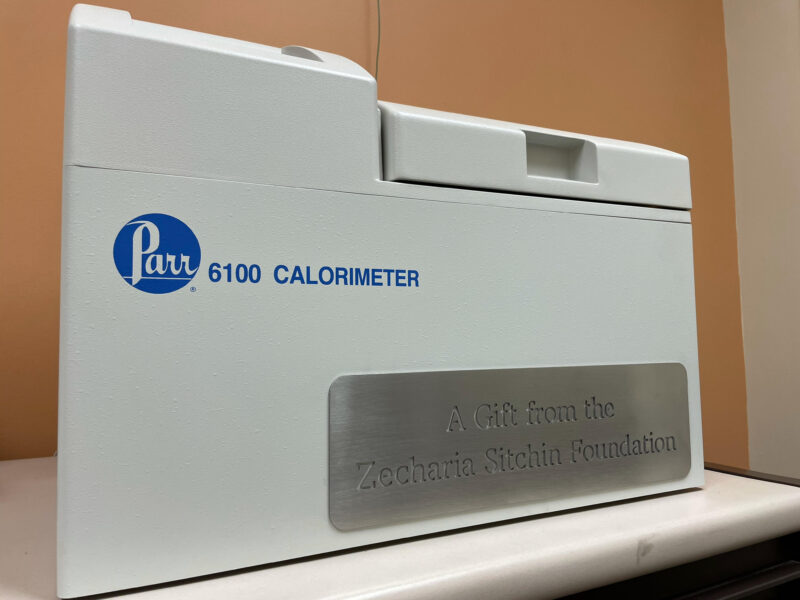 Parr
®
6100 CALORIMETER
A Gift from the
Zecharia Sitchin Foundation